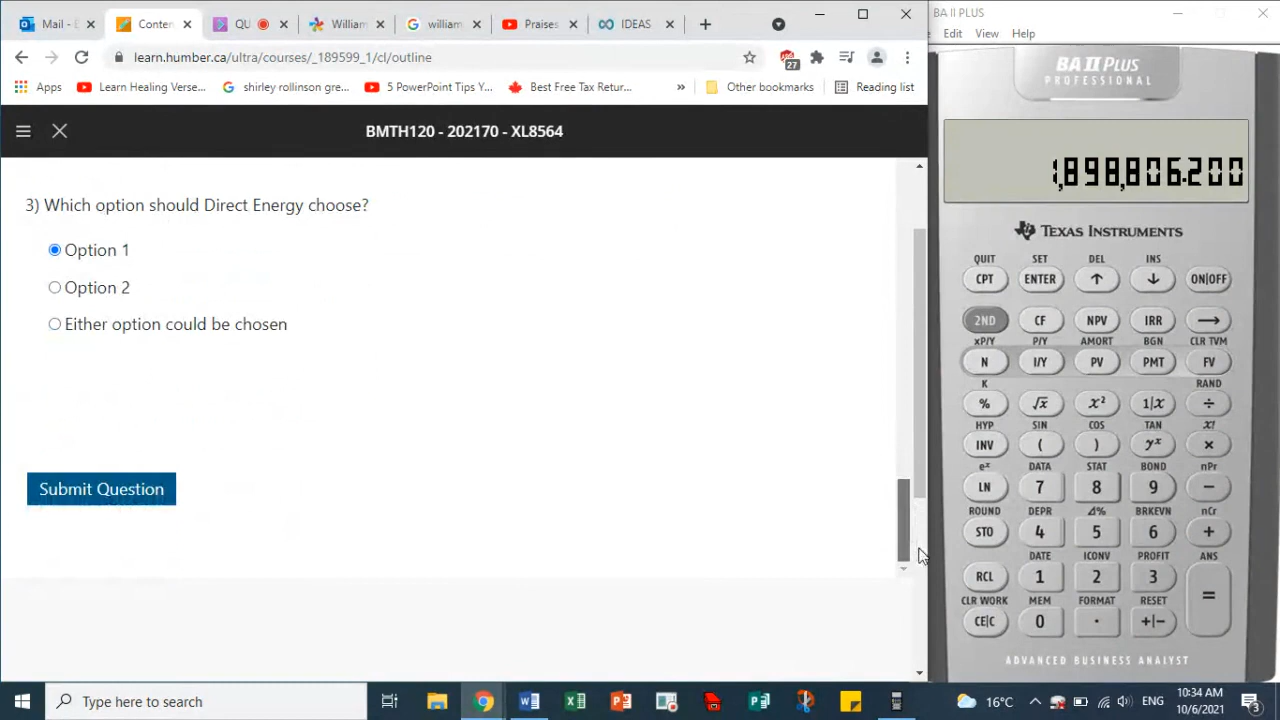 Mail - E
Conten
QU
William
william
Praises
IDEAS
learn.humber.ca/ultra/courses/_189599_1/cl/outline
27
Apps
Learn Healing Verse...
shirley rollinson gre...
5 PowerPoint Tips Y...
Best Free Tax Retur...
»
Other bookmarks
Reading list
BMTH120 - 202170 - XL8564
3) Which option should Direct Energy choose?
Option 1
Option 2
Either option could be chosen
Submit Question
BA II PLUS
Edit View Help
BA II PLUS
PROFESSIONAL
1,898,806.200
TEXAS INSTRUMENTS
QUIT SET DEL INS
CPT ENTER ↑ ↓ ON|OFF
2ND CF NPV IRR →
xP/Y P/Y AMORT BGN CLR TVM
N I/Y PV PMT FV
K RAND
% √x x² 1/x ÷
HYP SIN COS TAN x!
INV ( ) yˣ ×
eˣ DATA STAT BOND nPr
LN 7 8 9 −
ROUND DEPR Δ% BRKEVN nCr
STO 4 5 6 +
DATE ICONV PROFIT ANS
RCL 1 2 3 =
CLR WORK MEM FORMAT RESET
CE|C 0 . +|−
ADVANCED BUSINESS ANALYST
Type here to search
16°C
ENG
10:34 AM
10/6/2021
3